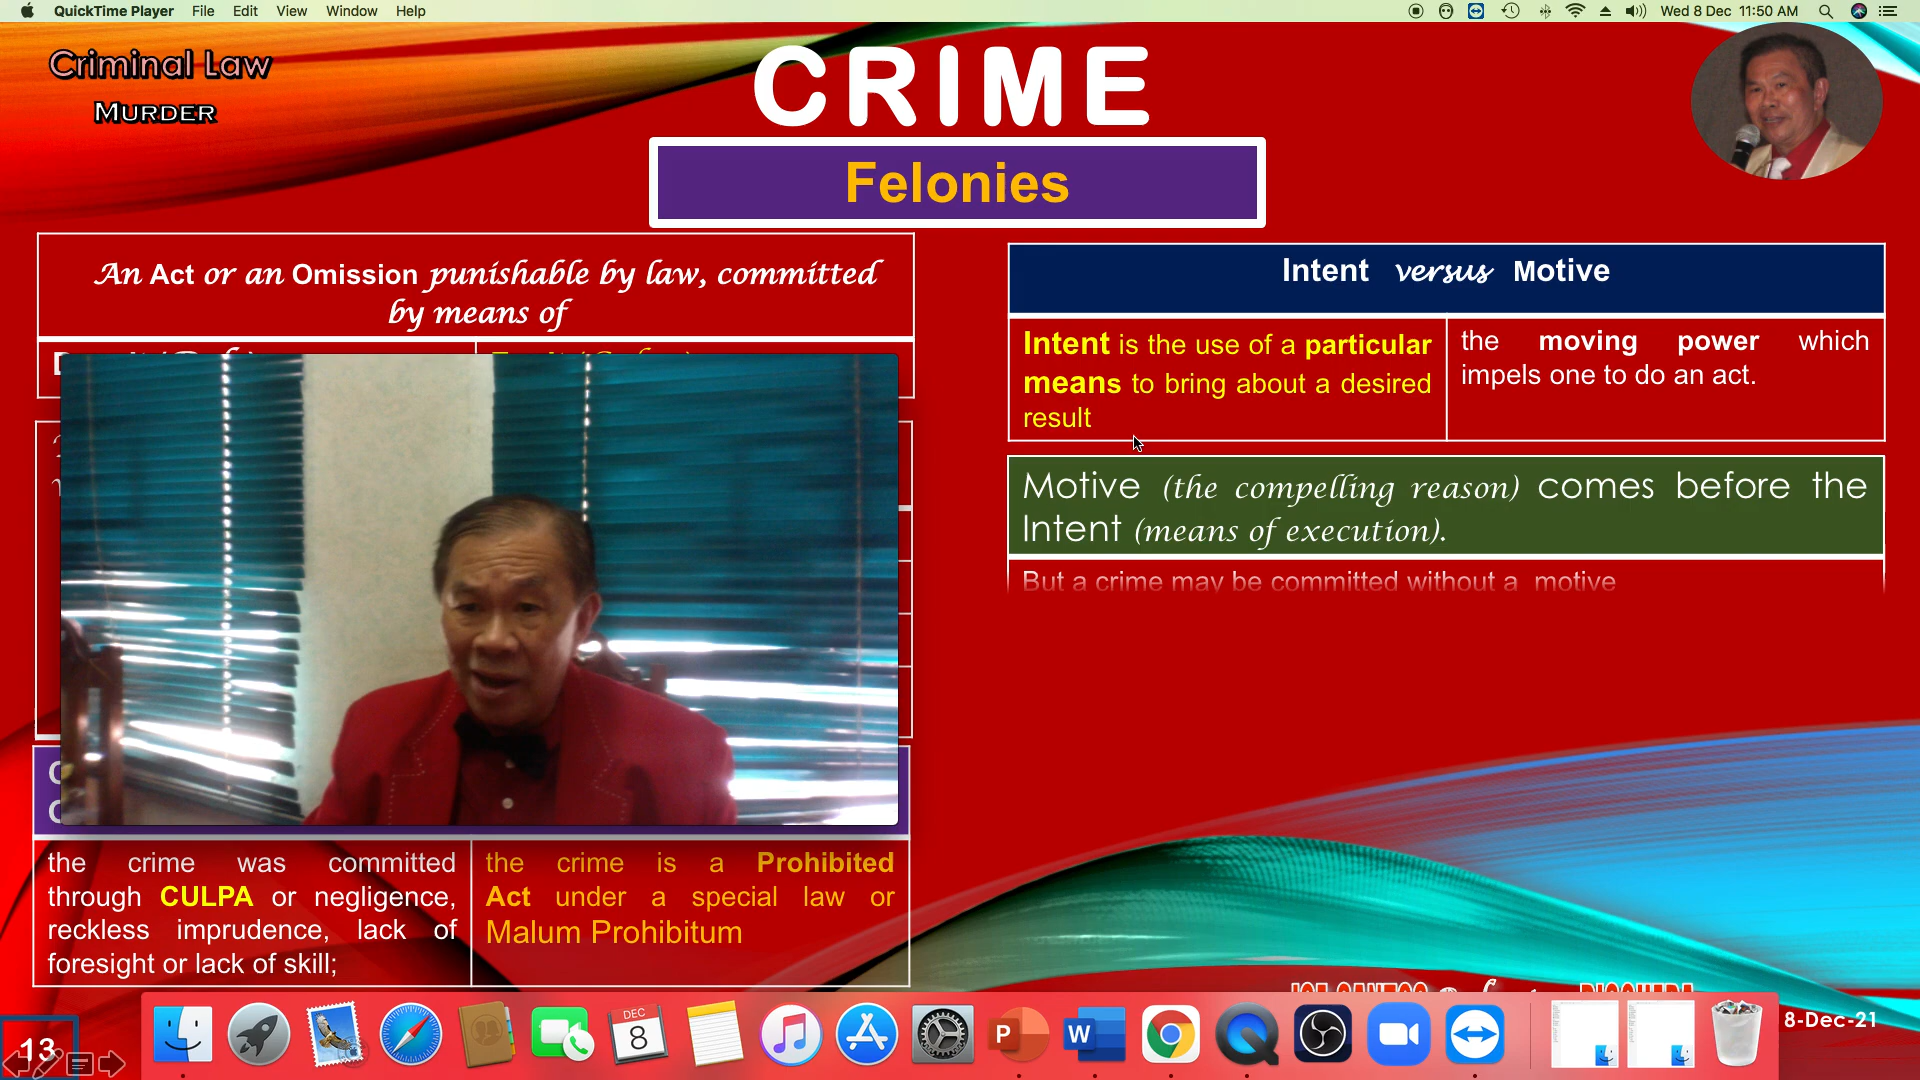 QuickTime Player File Edit View Window Help
Wed 8 Dec 11:50 AM
Criminal Law
MURDER
CRIME
Felonies
An Act or an Omission punishable by law, committed
by means of
Intent versus Motive
Intent is the use of a particular
means to bring about a desired
result
the moving power which
impels one to do an act.
Motive (the compelling reason) comes before the
Intent (means of execution).
But a crime may be committed without a motive
the crime was committed
through CULPA or negligence,
reckless imprudence, lack of
foresight or lack of skill;
the crime is a Prohibited
Act under a special law or
Malum Prohibitum
DEC
8
P
W
8-Dec-21
13